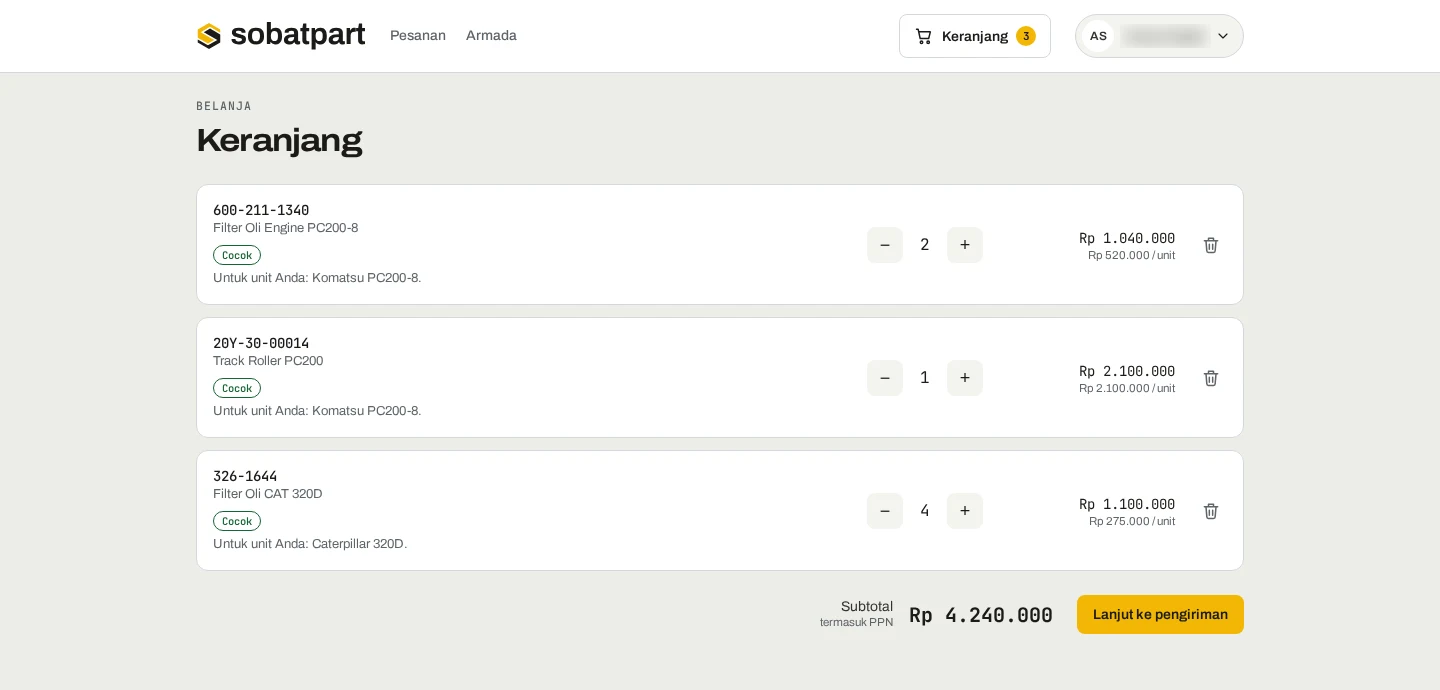 sobatpart
Pesanan
Armada
Keranjang 3
AS
BELANJA
Keranjang
600-211-1340
Filter Oli Engine PC200-8
Cocok
Untuk unit Anda: Komatsu PC200-8.
− 2 +
Rp 1.040.000
Rp 520.000 / unit
20Y-30-00014
Track Roller PC200
Cocok
Untuk unit Anda: Komatsu PC200-8.
− 1 +
Rp 2.100.000
Rp 2.100.000 / unit
326-1644
Filter Oli CAT 320D
Cocok
Untuk unit Anda: Caterpillar 320D.
− 4 +
Rp 1.100.000
Rp 275.000 / unit
Subtotal
termasuk PPN
Rp 4.240.000
Lanjut ke pengiriman